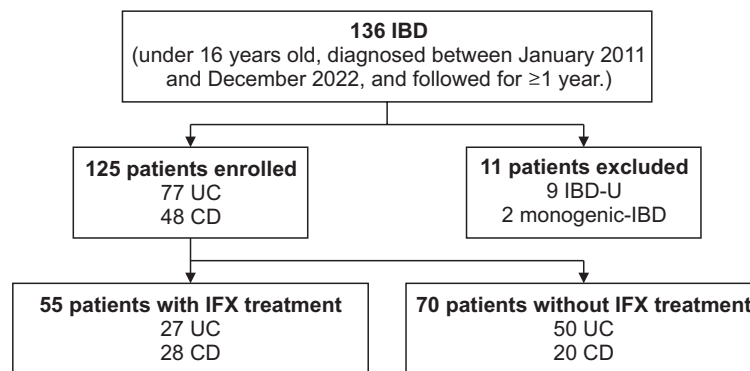 136 IBD
(under 16 years old, diagnosed between January 2011
and December 2022, and followed for ≥1 year.)
125 patients enrolled
77 UC
48 CD
11 patients excluded
9 IBD-U
2 monogenic-IBD
55 patients with IFX treatment
27 UC
28 CD
70 patients without IFX treatment
50 UC
20 CD